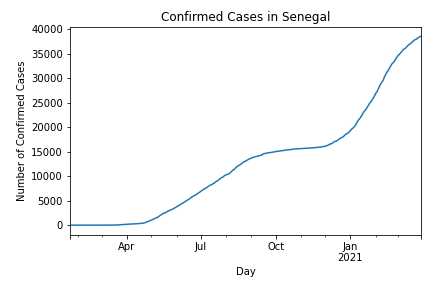 Confirmed Cases in Senegal
40000
35000
30000
25000
20000
15000
10000
5000
0
Number of Confirmed Cases
Apr
Jul
Oct
Jan
2021
Day